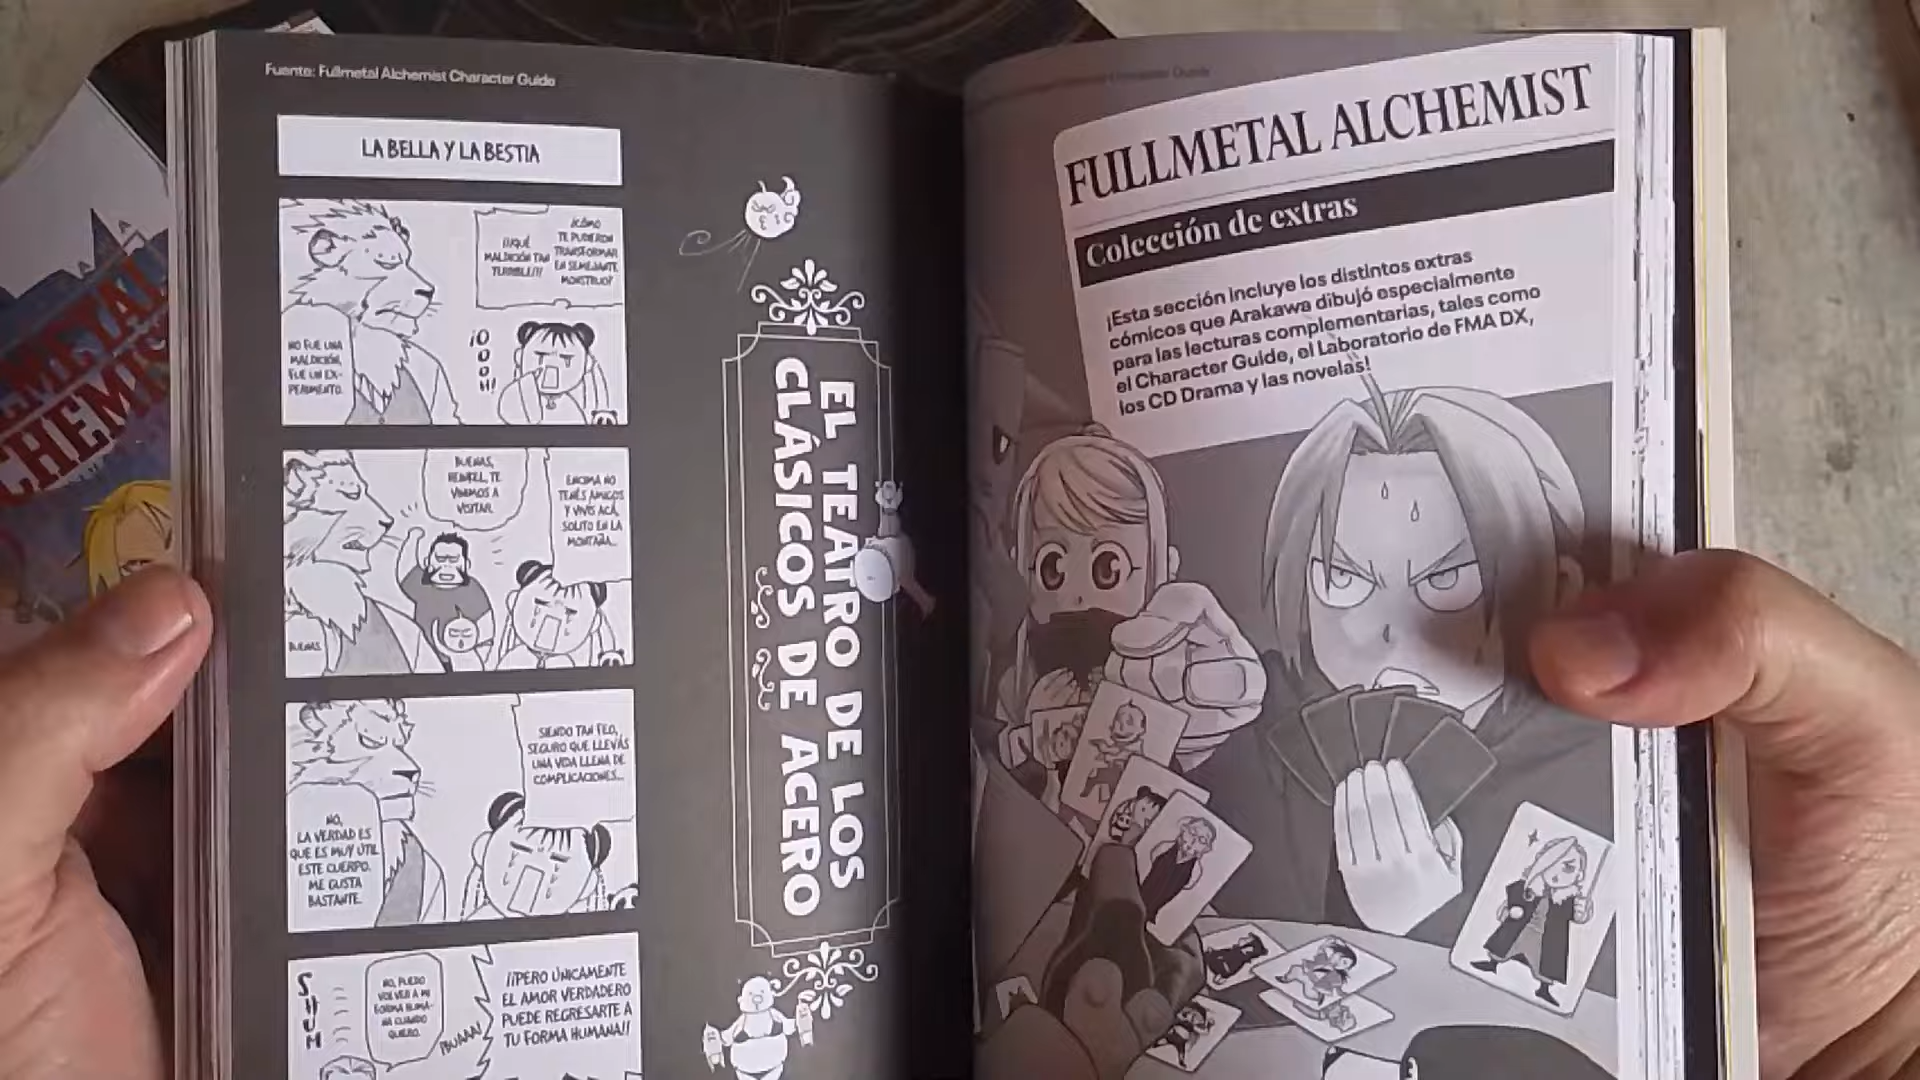 Fuente: Fullmetal Alchemist Character Guide
LA BELLA Y LA BESTIA
¿CÓMO
TE PUDIERON
TRANSFORMAR
EN SEMEJANTE
MONSTRUO?
¡¡QUÉ
MALDICIÓN TAN
TERRIBLE!!!
NO FUE UNA
MALDICIÓN,
FUE UN EX-
PERIMENTO.
¡O
O
O
H!
ENCIMA NO
TENÉS AMIGOS
Y VIVÍS ACÁ,
SOLITO EN LA
MONTAÑA...
BUENAS,
HEINKEL, TE
VINIMOS A
VISITAR.
BUENAS.
SIENDO TAN FEO,
SEGURO QUE LLEVÁS
UNA VIDA LLENA DE
COMPLICACIONES...
NO,
LA VERDAD ES
QUE ES MUY ÚTIL
ESTE CUERPO.
ME GUSTA
BASTANTE.
¡¡PERO ÚNICAMENTE
EL AMOR VERDADERO
PUEDE REGRESARTE A
TU FORMA HUMANA!!
¡BUAAA!
NO, PUEDO
VOLVER A MI
FORMA HUMA-
NA CUANDO
QUIERO.
S
H
U
M
EL TEATRO DE LOS
CLÁSICOS DE ACERO
FULLMETAL ALCHEMIST
Colección de extras
¡Esta sección incluye los distintos extras
cómicos que Arakawa dibujó especialmente
para las lecturas complementarias, tales como
el Character Guide, el Laboratorio de FMA DX,
los CD Drama y las novelas!